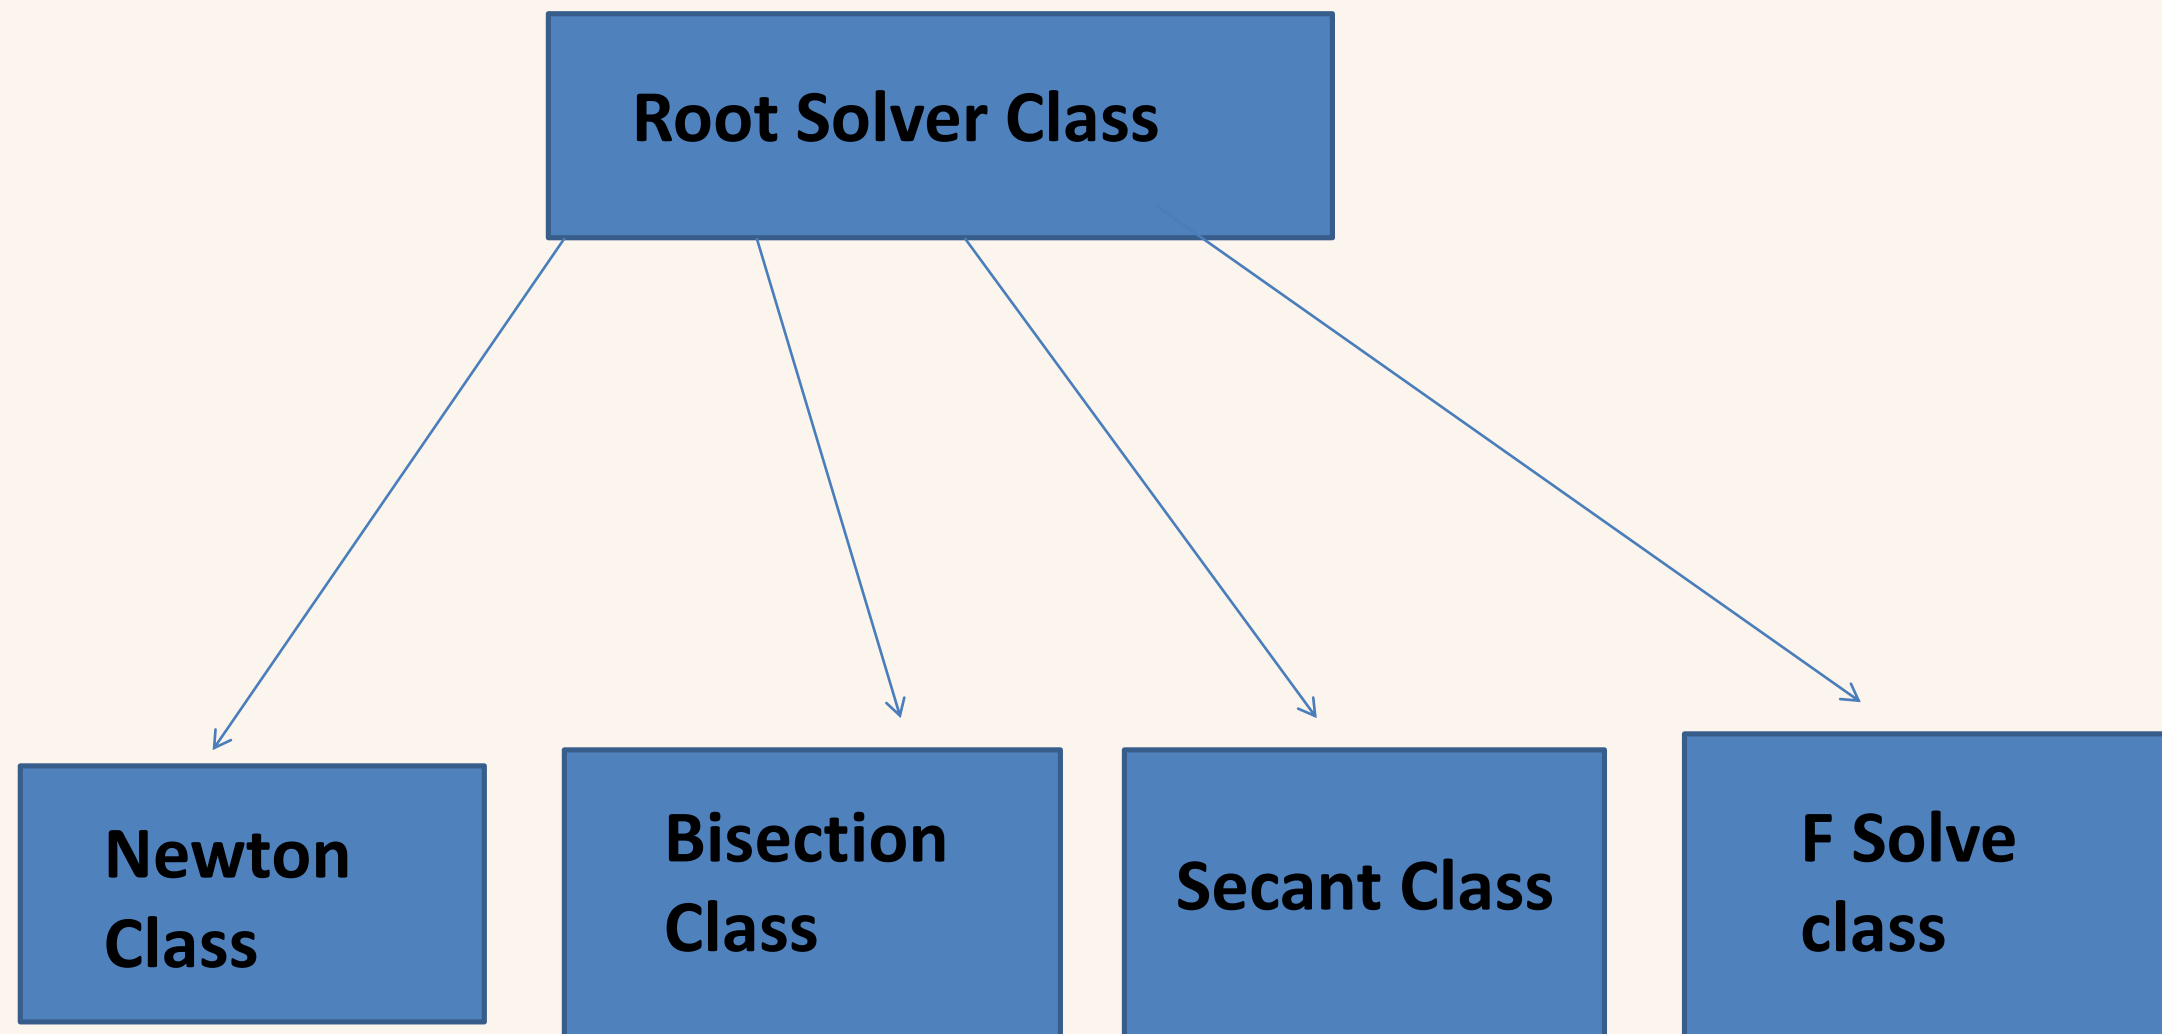 Root Solver Class
Newton
Class
Bisection
Class
Secant Class
F Solve
class